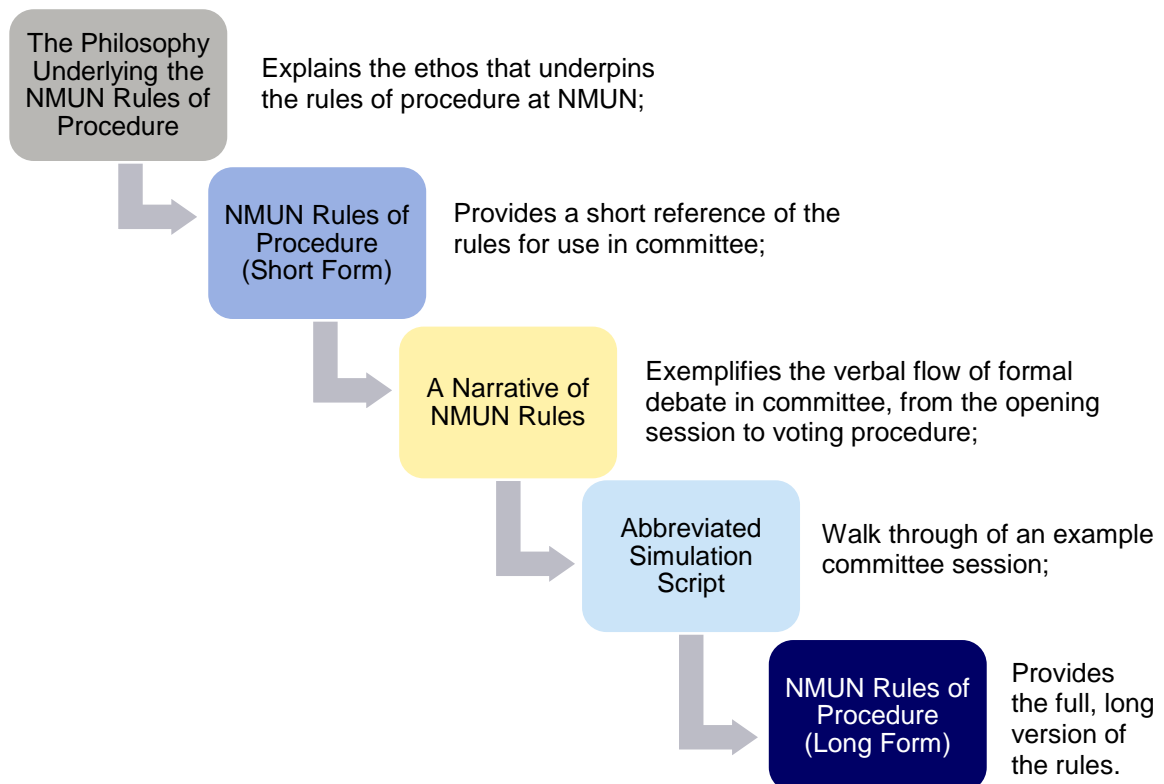 The Philosophy
Underlying the
NMUN Rules of
Procedure
Explains the ethos that underpins
the rules of procedure at NMUN;
NMUN Rules of
Procedure
(Short Form)
Provides a short reference of the
rules for use in committee;
A Narrative of
NMUN Rules
Exemplifies the verbal flow of formal
debate in committee, from the opening
session to voting procedure;
Abbreviated
Simulation
Script
Walk through of an example
committee session;
NMUN Rules of
Procedure
(Long Form)
Provides
the full, long
version of
the rules.